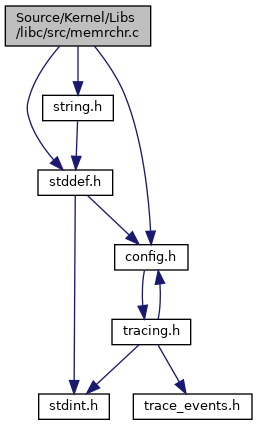 Source/Kernel/Libs
/libc/src/memrchr.c
string.h
stddef.h
config.h
tracing.h
stdint.h
trace_events.h